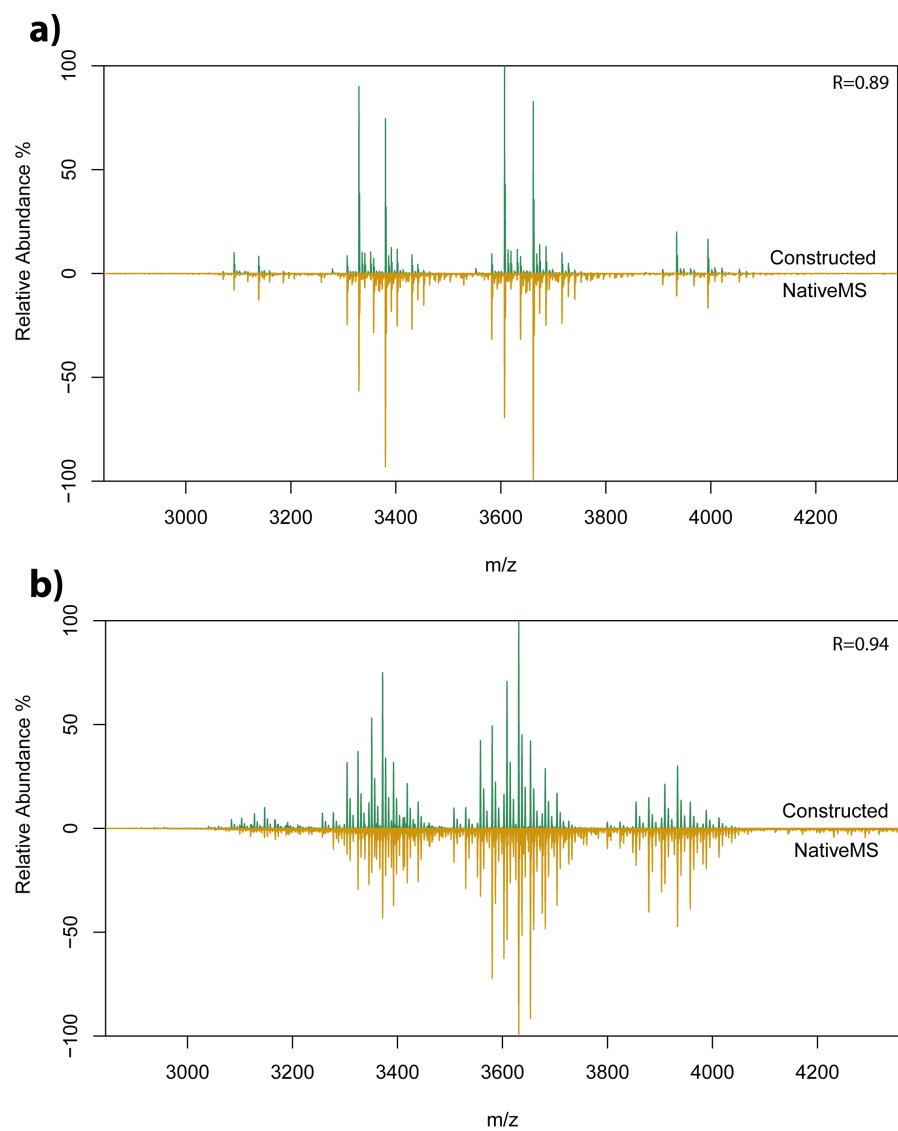 a)
100
R=0.89
50
Constructed
0
NativeMS
−50
−100
Relative Abundance %
3000 3200 3400 3600 3800 4000 4200
m/z
b)
100
R=0.94
50
Constructed
0
NativeMS
−50
−100
Relative Abundance %
3000 3200 3400 3600 3800 4000 4200
m/z